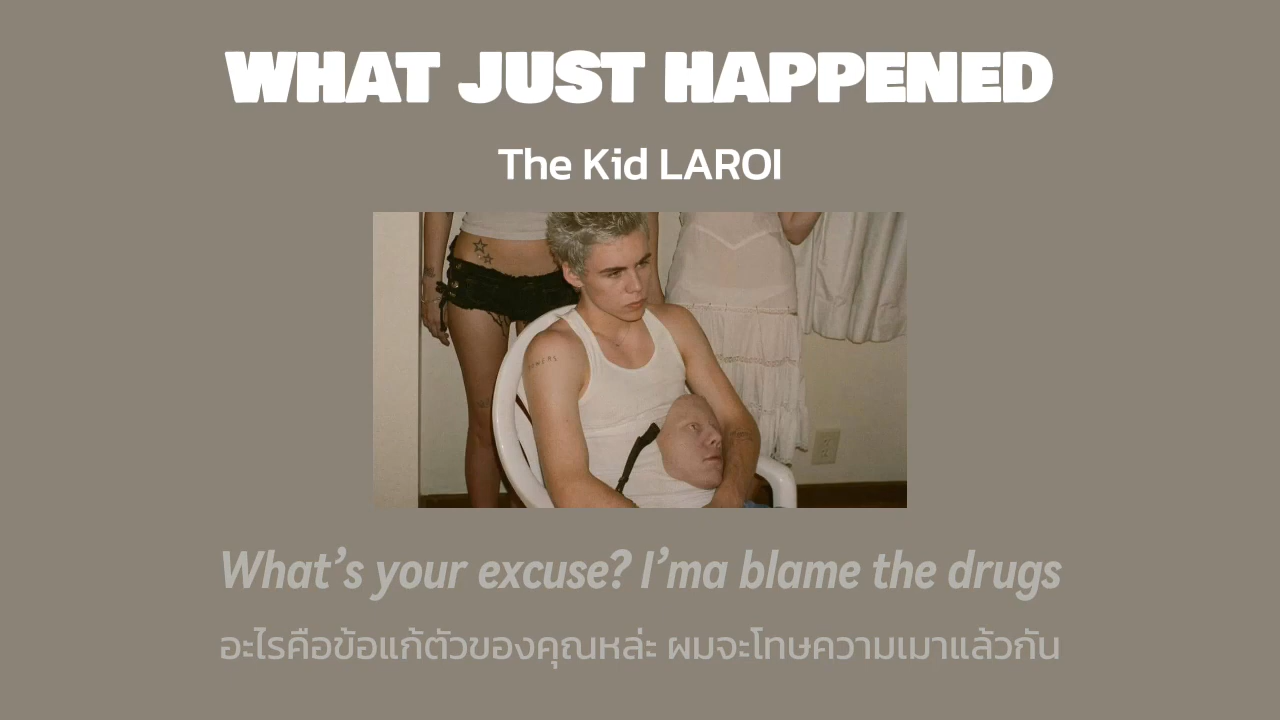 WHAT JUST HAPPENED
The Kid LAROI
What’s your excuse? I’ma blame the drugs
อะไรคือข้อแก้ตัวของคุณหล่ะ ผมจะโทษความเมาแล้วกัน